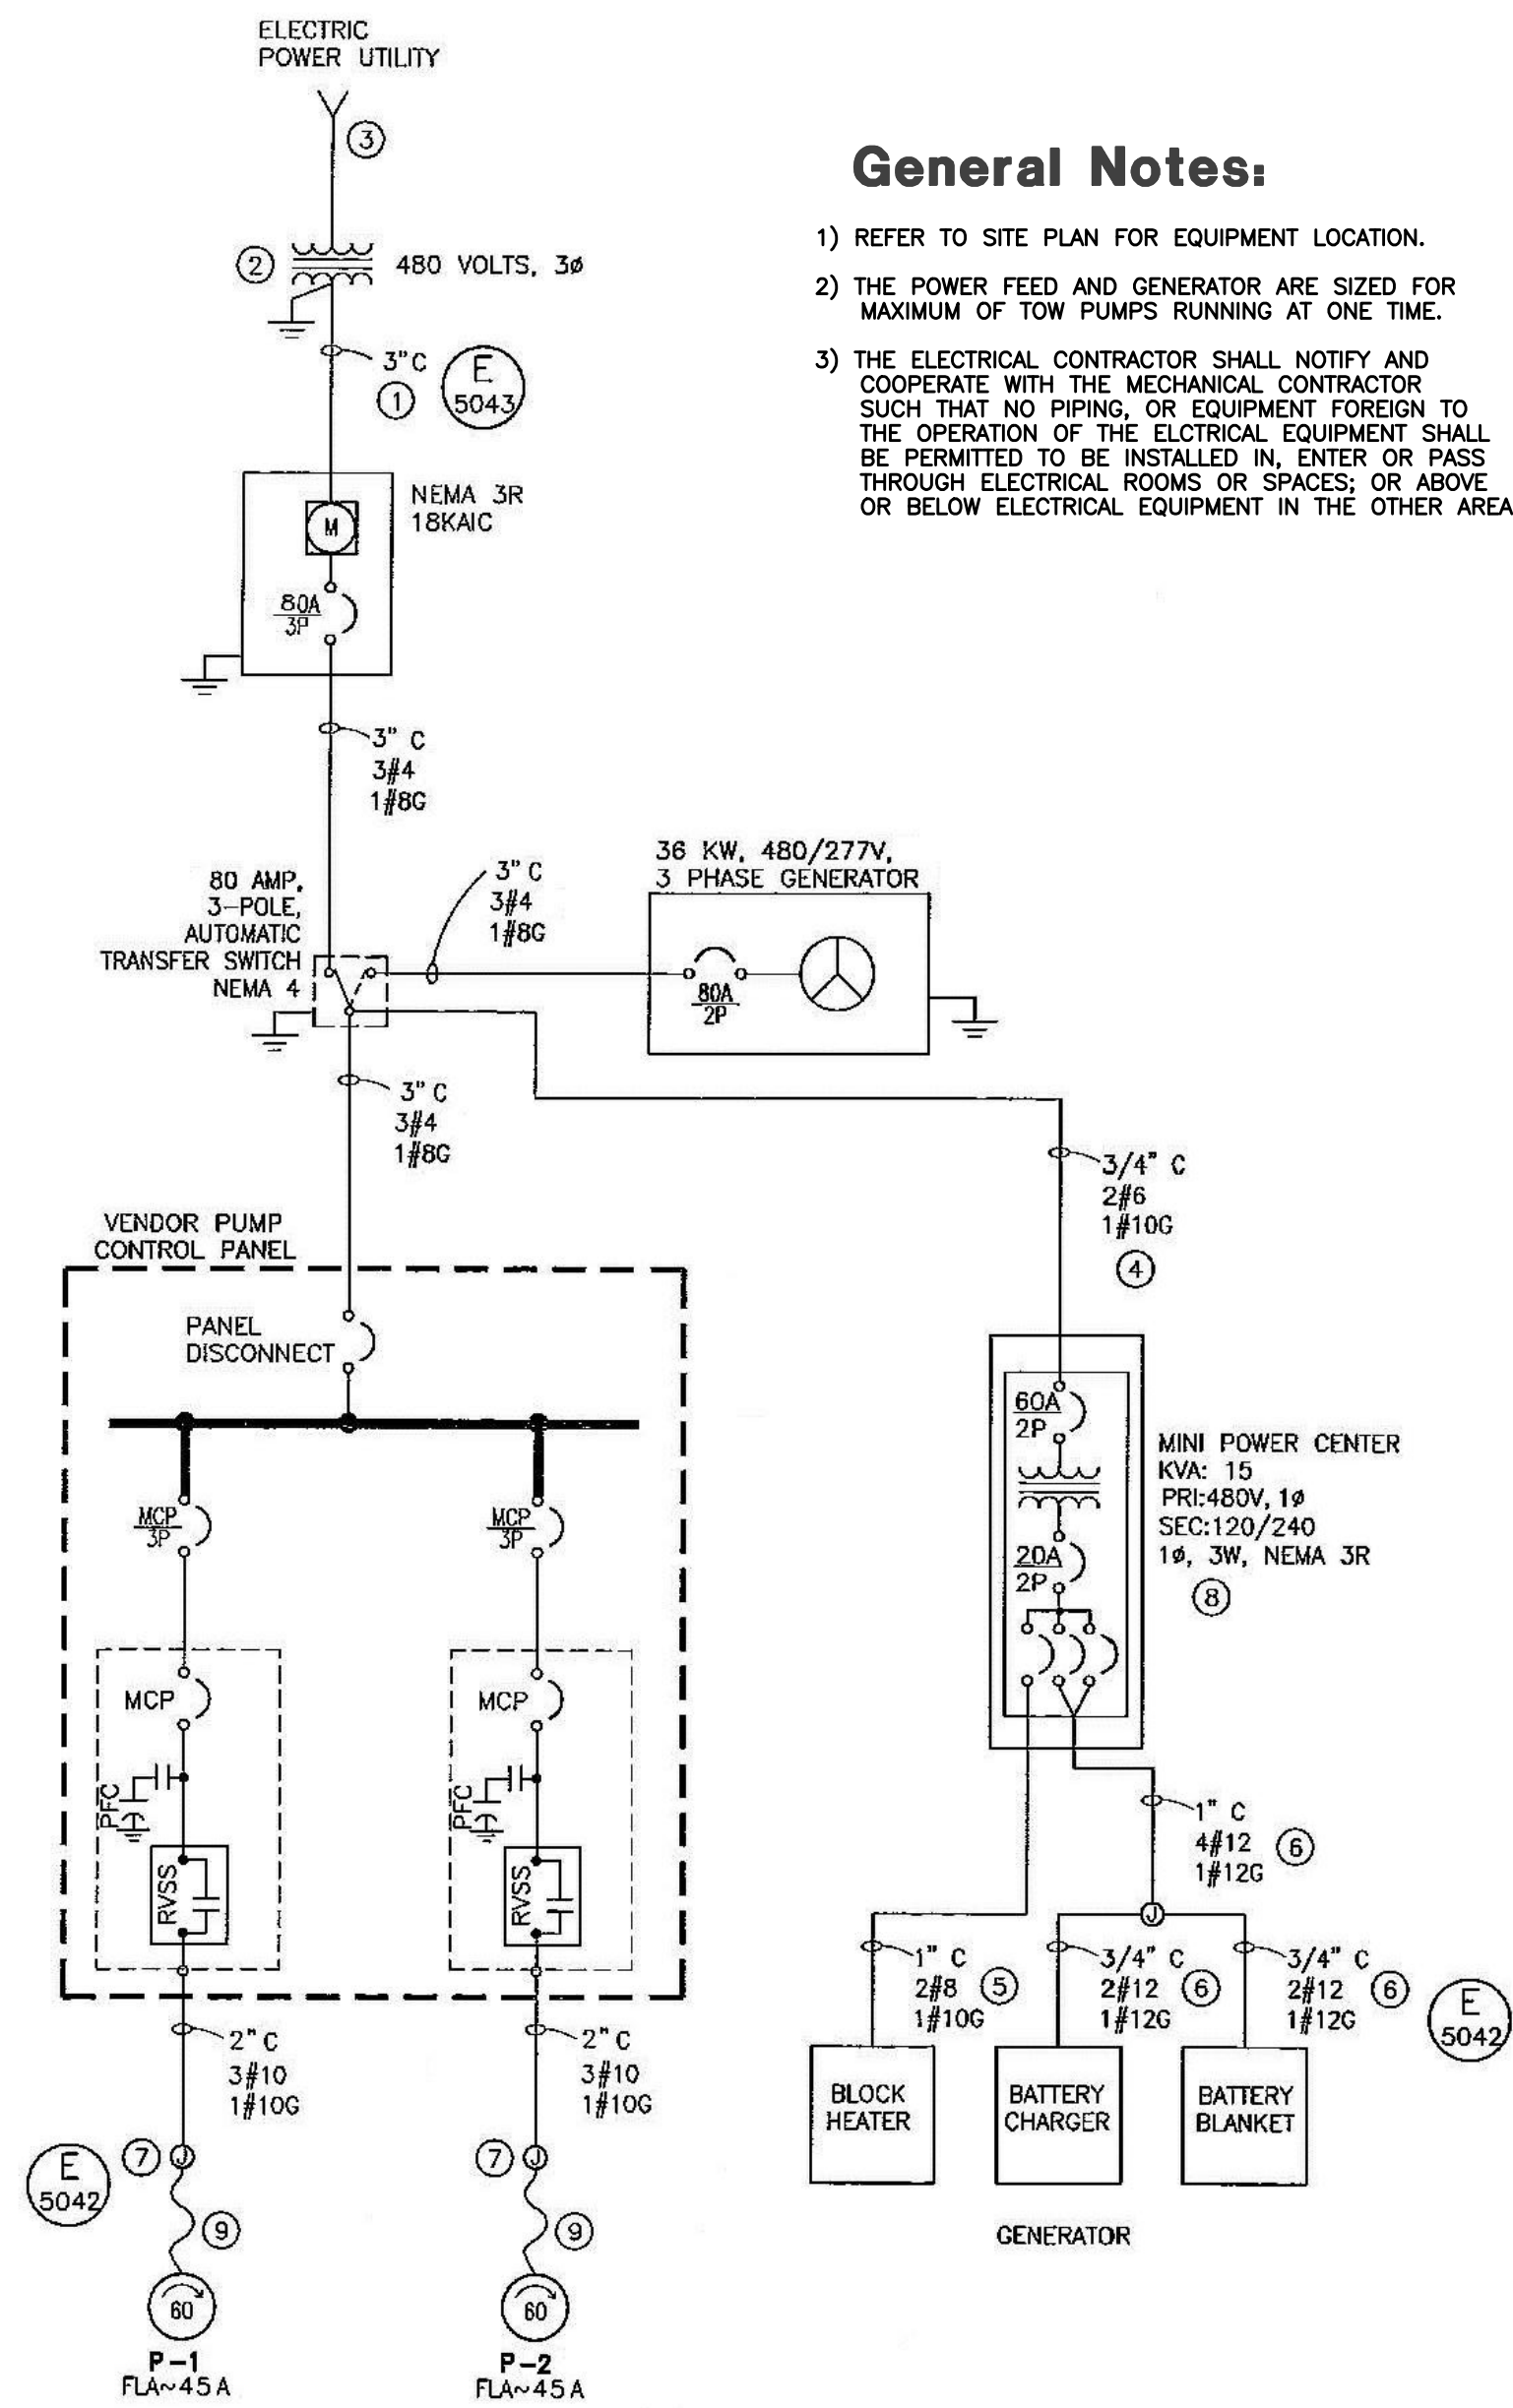 ELECTRIC
POWER UTILITY
3
2
480 VOLTS, 3ø
3"C
1
E
5043
General Notes:
1) REFER TO SITE PLAN FOR EQUIPMENT LOCATION.
2) THE POWER FEED AND GENERATOR ARE SIZED FOR
MAXIMUM OF TOW PUMPS RUNNING AT ONE TIME.
3) THE ELECTRICAL CONTRACTOR SHALL NOTIFY AND
COOPERATE WITH THE MECHANICAL CONTRACTOR
SUCH THAT NO PIPING, OR EQUIPMENT FOREIGN TO
THE OPERATION OF THE ELCTRICAL EQUIPMENT SHALL
BE PERMITTED TO BE INSTALLED IN, ENTER OR PASS
THROUGH ELECTRICAL ROOMS OR SPACES; OR ABOVE
OR BELOW ELECTRICAL EQUIPMENT IN THE OTHER AREA
NEMA 3R
18KAIC
M
80A
3P
3" C
3#4
1#8G
80 AMP,
3-POLE,
AUTOMATIC
TRANSFER SWITCH
NEMA 4
3" C
3#4
1#8G
36 KW, 480/277V,
3 PHASE GENERATOR
80A
2P
3" C
3#4
1#8G
3/4" C
2#6
1#10G
4
VENDOR PUMP
CONTROL PANEL
PANEL
DISCONNECT
MCP
3P
MCP
3P
MCP
MCP
PFC
PFC
RVSS
RVSS
60A
2P
20A
2P
MINI POWER CENTER
KVA: 15
PRI:480V, 1ø
SEC:120/240
1ø, 3W, NEMA 3R
8
1" C
4#12
1#12G
6
J
1" C
2#8
1#10G
5
3/4" C
2#12
1#12G
6
3/4" C
2#12
1#12G
6
E
5042
BLOCK
HEATER
BATTERY
CHARGER
BATTERY
BLANKET
GENERATOR
2" C
3#10
1#10G
2" C
3#10
1#10G
E
5042
7
J
7
J
9
9
60
60
P-1
FLA~45A
P-2
FLA~45A